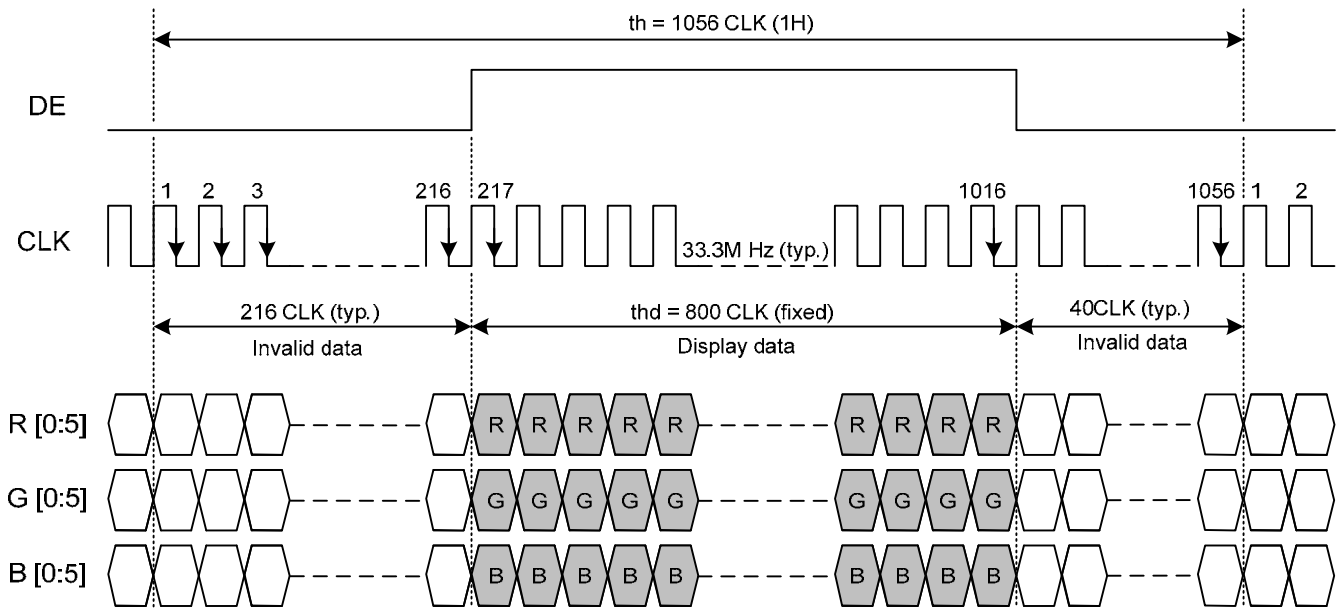 th = 1056 CLK (1H)
DE
1 2 3 216 217 1016 1056 1 2
CLK
33.3M Hz (typ.)
216 CLK (typ.) thd = 800 CLK (fixed) 40CLK (typ.)
Invalid data Display data Invalid data
R [0:5] R R R R R R R R R
G [0:5] G G G G G G G G G
B [0:5] B B B B B B B B B